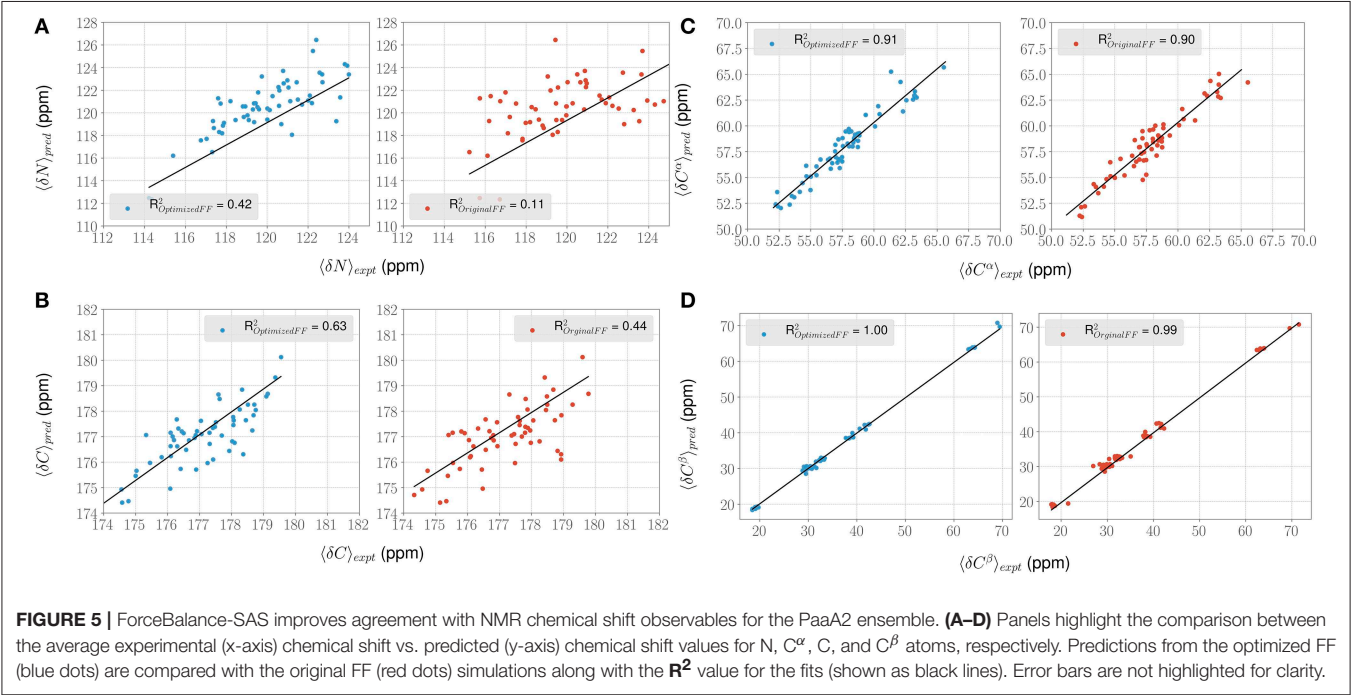 A
128
126
124
122
120
118
116
114
112
110
⟨δN⟩pred (ppm)
R²OptimizedFF = 0.42
112 114 116 118 120 122 124
128
126
124
122
120
118
116
114
112
110
R²OriginalFF = 0.11
112 114 116 118 120 122 124
⟨δN⟩expt (ppm)
B
182
181
180
179
178
177
176
175
174
⟨δC⟩pred (ppm)
R²OptimizedFF = 0.63
174 175 176 177 178 179 180 181 182
182
181
180
179
178
177
176
175
174
R²OrginalFF = 0.44
174 175 176 177 178 179 180 181 182
⟨δC⟩expt (ppm)
C
70.0
67.5
65.0
62.5
60.0
57.5
55.0
52.5
50.0
⟨δCα⟩pred (ppm)
R²OptimizedFF = 0.91
50.0 52.5 55.0 57.5 60.0 62.5 65.0 67.5 70.0
70.0
67.5
65.0
62.5
60.0
57.5
55.0
52.5
50.0
R²OriginalFF = 0.90
50.0 52.5 55.0 57.5 60.0 62.5 65.0 67.5 70.0
⟨δCα⟩expt (ppm)
D
70
60
50
40
30
20
⟨δCβ⟩pred (ppm)
R²OptimizedFF = 1.00
20 30 40 50 60 70
70
60
50
40
30
20
R²OrginalFF = 0.99
20 30 40 50 60 70
⟨δCβ⟩expt (ppm)
FIGURE 5 | ForceBalance-SAS improves agreement with NMR chemical shift observables for the PaaA2 ensemble. (A–D) Panels highlight the comparison between
the average experimental (x-axis) chemical shift vs. predicted (y-axis) chemical shift values for N, Cα, C, and Cβ atoms, respectively. Predictions from the optimized FF
(blue dots) are compared with the original FF (red dots) simulations along with the R² value for the fits (shown as black lines). Error bars are not highlighted for clarity.